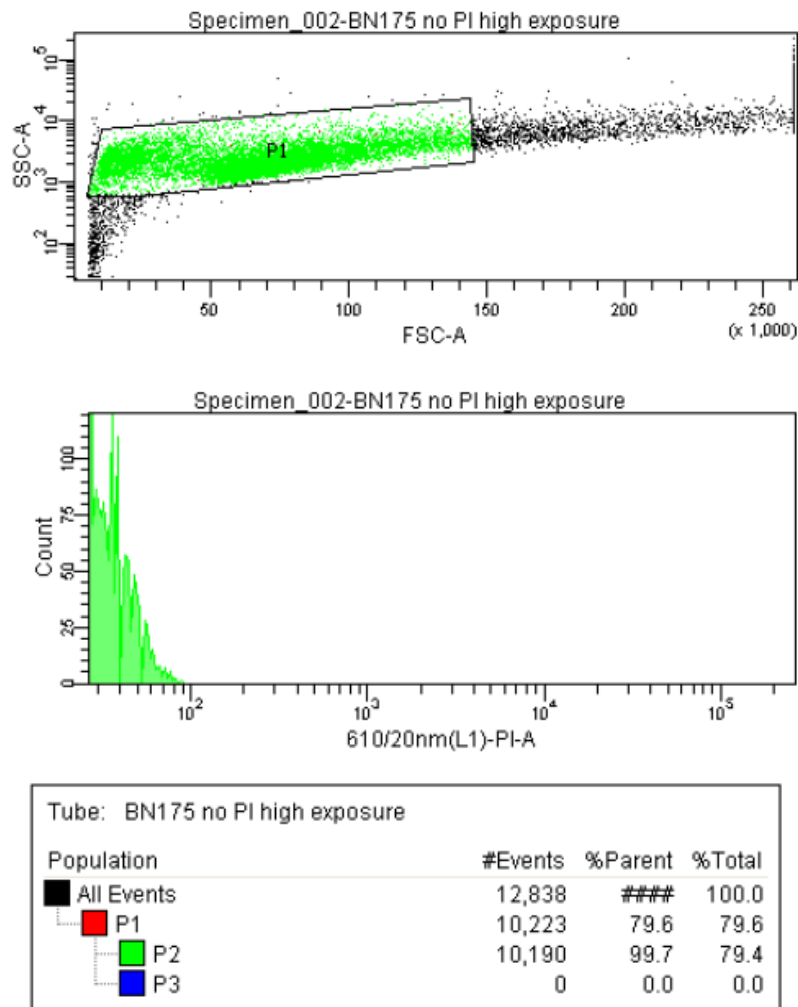 Specimen_002-BN175 no PI high exposure
SSC-A
10^5
10^4
10^3
10^2
P1
50 100 150 200 250
FSC-A (x 1,000)
Specimen_002-BN175 no PI high exposure
Count
100
75
50
25
0
10^2 10^3 10^4 10^5
610/20nm(L1)-PI-A
Tube: BN175 no PI high exposure
Population #Events %Parent %Total
All Events 12,838 #### 100.0
P1 10,223 79.6 79.6
P2 10,190 99.7 79.4
P3 0 0.0 0.0